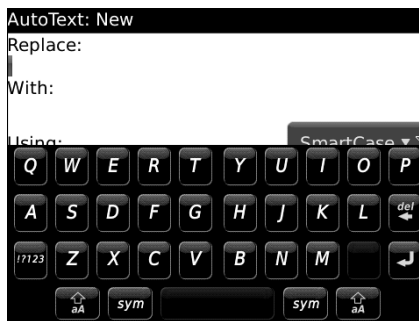 AutoText: New
Replace:
With:
Using: SmartCase
Q W E R T Y U I O P
A S D F G H J K L del
!?123 Z X C V B N M
aA sym sym aA